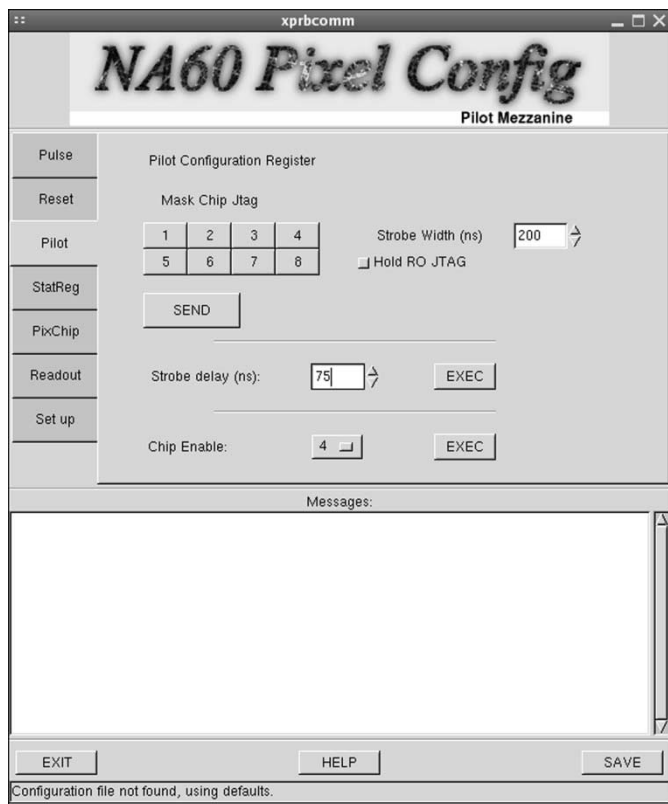 xprbcomm
NA60 Pixel Config
Pilot Mezzanine
Pulse
Reset
Pilot
StatReg
PixChip
Readout
Set up
Pilot Configuration Register
Mask Chip Jtag
1 2 3 4
5 6 7 8
Strobe Width (ns) 200
Hold RO JTAG
SEND
Strobe delay (ns): 75 EXEC
Chip Enable: 4 EXEC
Messages:
EXIT HELP SAVE
Configuration file not found, using defaults.